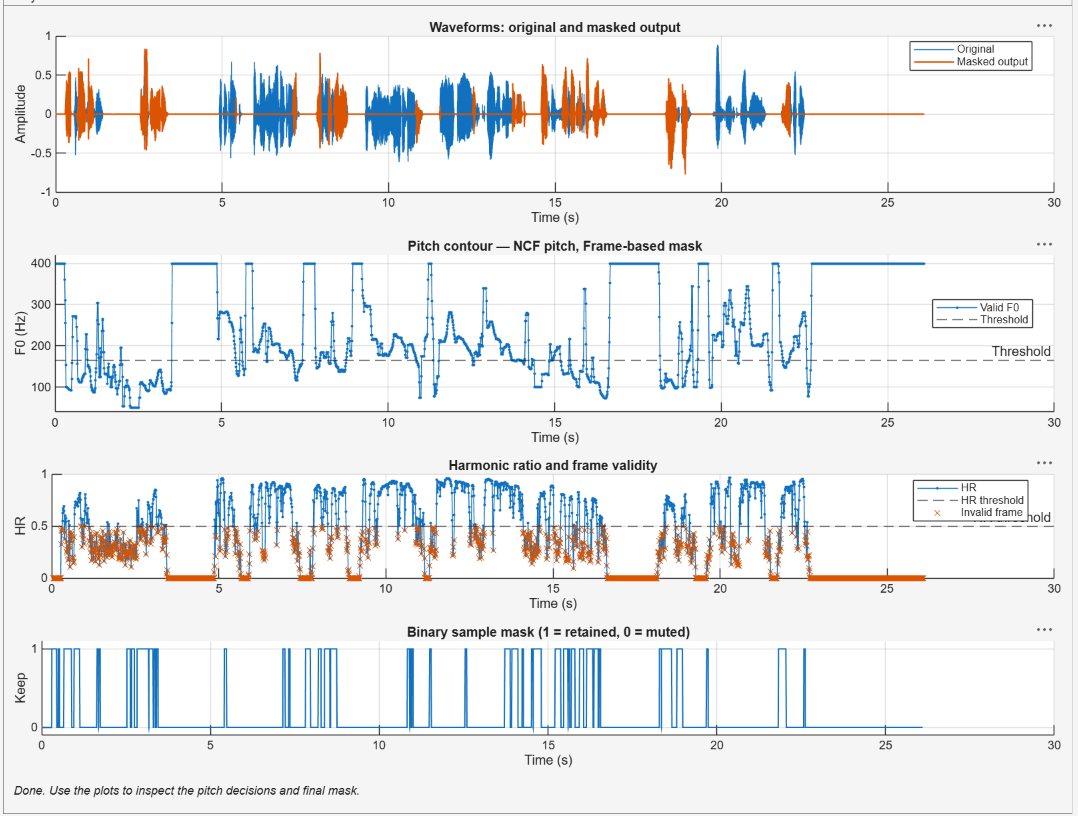 Waveforms: original and masked output
1
0.5
0
-0.5
-1
Amplitude
Original
Masked output
0 5 10 15 20 25 30
Time (s)
Pitch contour — NCF pitch, Frame-based mask
400
300
200
100
F0 (Hz)
Valid F0
Threshold
Threshold
0 5 10 15 20 25 30
Time (s)
Harmonic ratio and frame validity
1
0.5
0
HR
HR
HR threshold
Invalid frame
0 5 10 15 20 25 30
Time (s)
Binary sample mask (1 = retained, 0 = muted)
1
0
Keep
0 5 10 15 20 25 30
Time (s)
Done. Use the plots to inspect the pitch decisions and final mask.